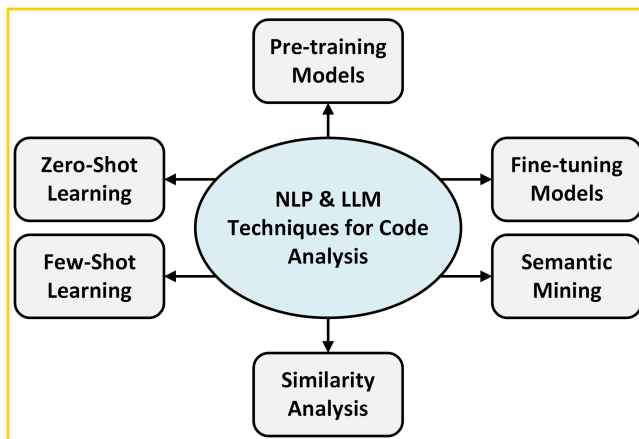 Pre-training
Models
Zero-Shot
Learning
Fine-tuning
Models
NLP & LLM
Techniques for Code
Analysis
Few-Shot
Learning
Semantic
Mining
Similarity
Analysis